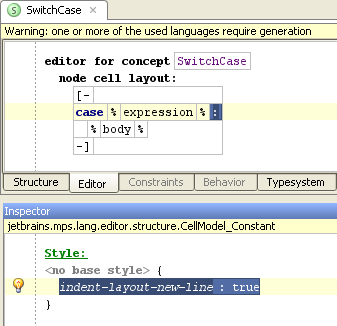 S SwitchCase
Warning: one or more of the used languages require generation
editor for concept SwitchCase
node cell layout:
[-
case % expression % :
% body %
-]
Structure Editor Constraints Behavior Typesystem
Inspector
jetbrains.mps.lang.editor.structure.CellModel_Constant
Style:
<no base style> {
indent-layout-new-line : true
}